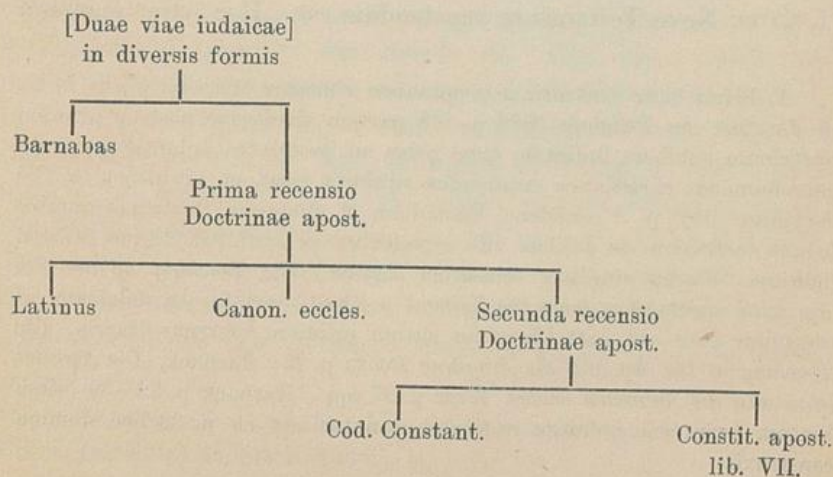 [Duae viae iudaicae]
in diversis formis
Barnabas
Prima recensio
Doctrinae apost.
Latinus
Canon. eccles.
Secunda recensio
Doctrinae apost.
Cod. Constant.
Constit. apost.
lib. VII.